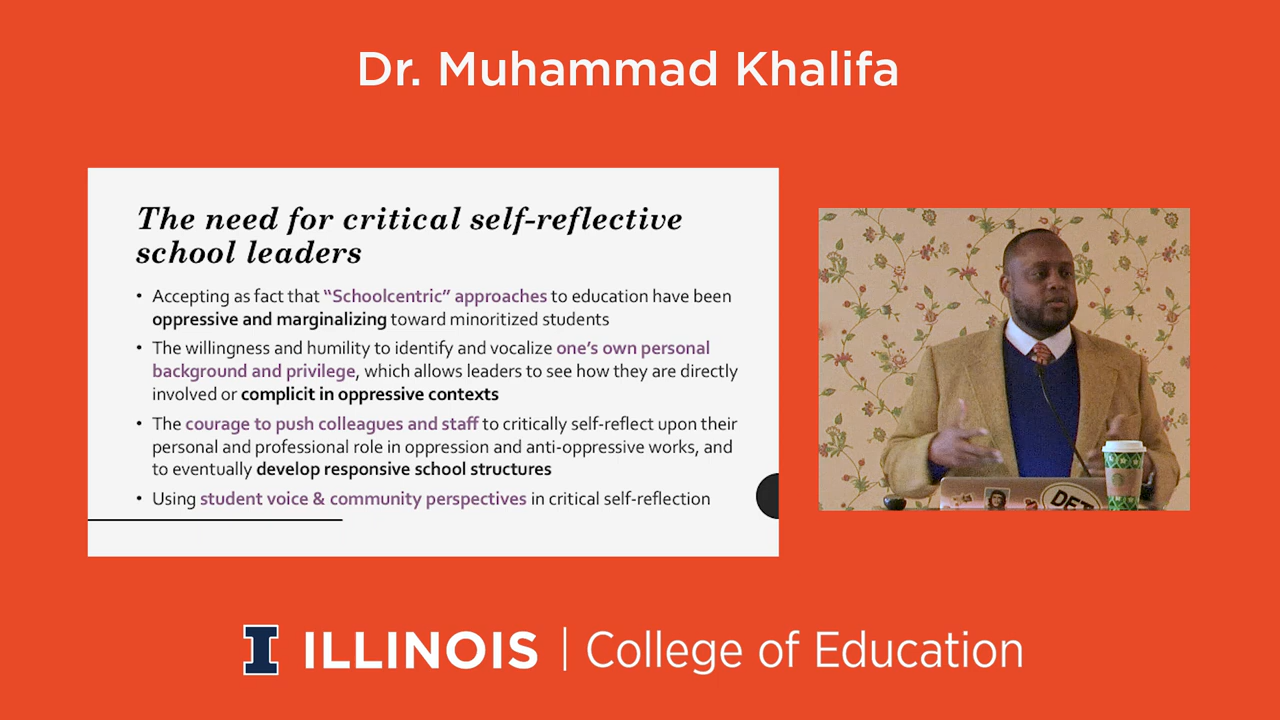 Dr. Muhammad Khalifa
The need for critical self-reflective
school leaders
• Accepting as fact that “Schoolcentric” approaches to education have been
oppressive and marginalizing toward minoritized students
• The willingness and humility to identify and vocalize one’s own personal
background and privilege, which allows leaders to see how they are directly
involved or complicit in oppressive contexts
• The courage to push colleagues and staff to critically self-reflect upon their
personal and professional role in oppression and anti-oppressive works, and
to eventually develop responsive school structures
• Using student voice & community perspectives in critical self-reflection
DET
I ILLINOIS | College of Education